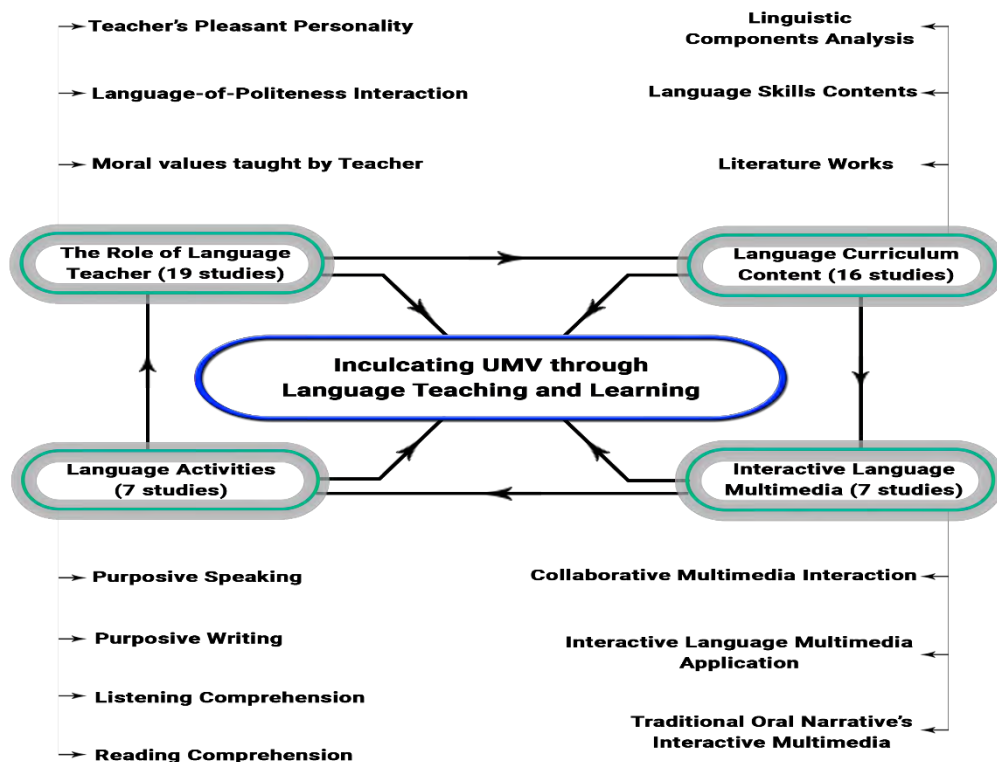 Teacher's Pleasant Personality
Language-of-Politeness Interaction
Moral values taught by Teacher
Linguistic
Components Analysis
Language Skills Contents
Literature Works
The Role of Language
Teacher (19 studies)
Language Curriculum
Content (16 studies)
Inculcating UMV through
Language Teaching and Learning
Language Activities
(7 studies)
Interactive Language
Multimedia (7 studies)
Purposive Speaking
Purposive Writing
Listening Comprehension
Reading Comprehension
Collaborative Multimedia Interaction
Interactive Language Multimedia
Application
Traditional Oral Narrative's
Interactive Multimedia